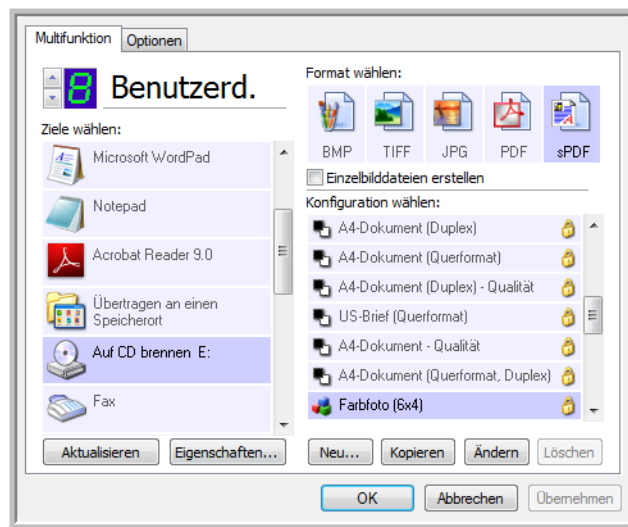 Multifunktion
Optionen
8
Benutzerd.
Ziele wählen:
Microsoft WordPad
Notepad
Acrobat Reader 9.0
Übertragen an einen
Speicherort
Auf CD brennen E:
Fax
Aktualisieren
Eigenschaften...
Format wählen:
BMP
TIFF
JPG
PDF
sPDF
Einzelbilddateien erstellen
Konfiguration wählen:
A4-Dokument (Duplex)
A4-Dokument (Querformat)
A4-Dokument (Duplex) - Qualität
US-Brief (Querformat)
A4-Dokument - Qualität
A4-Dokument (Querformat, Duplex)
Farbfoto (6x4)
Neu...
Kopieren
Ändern
Löschen
OK
Abbrechen
Übernehmen